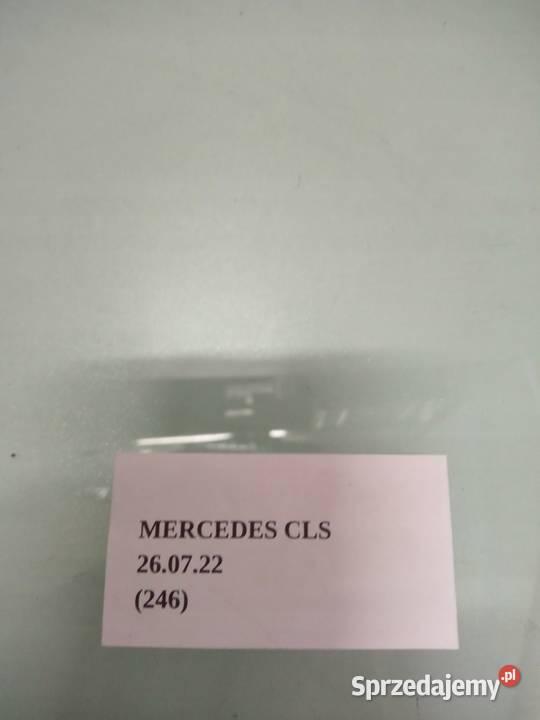 MERCEDES CLS
26.07.22
(246)
Sprzedajemy.pl